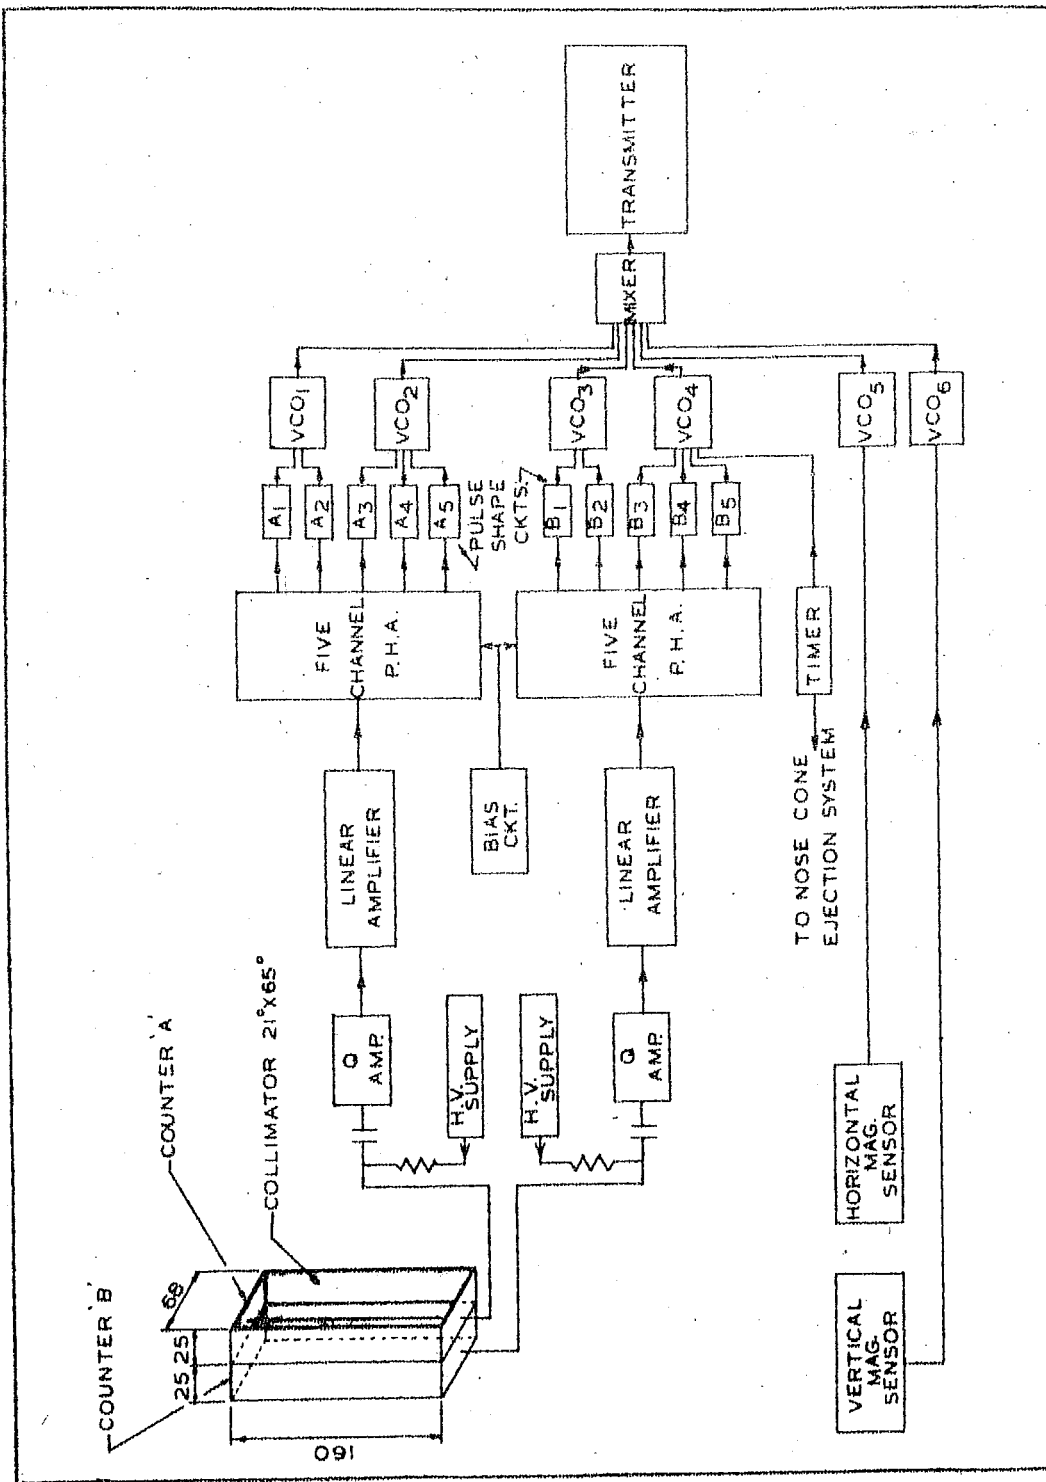 COUNTER 'B'
COUNTER 'A'
COLLIMATOR 21°X65°
25 25
68
160
Q
AMP.
LINEAR
AMPLIFIER
FIVE
CHANNEL
P.H.A.
A1
A2
A3
A4
A5
VCO1
VCO2
H.V.
SUPPLY
BIAS
CKT.
PULSE
SHAPE
CKTS.
MIXER
TRANSMITTER
H.V.
SUPPLY
Q
AMP.
LINEAR
AMPLIFIER
FIVE
CHANNEL
P.H.A.
B1
B2
B3
B4
B5
VCO3
VCO4
TO NOSE CONE
EJECTION SYSTEM
TIMER
HORIZONTAL
MAG.
SENSOR
VCO5
VERTICAL
MAG.
SENSOR
VCO6